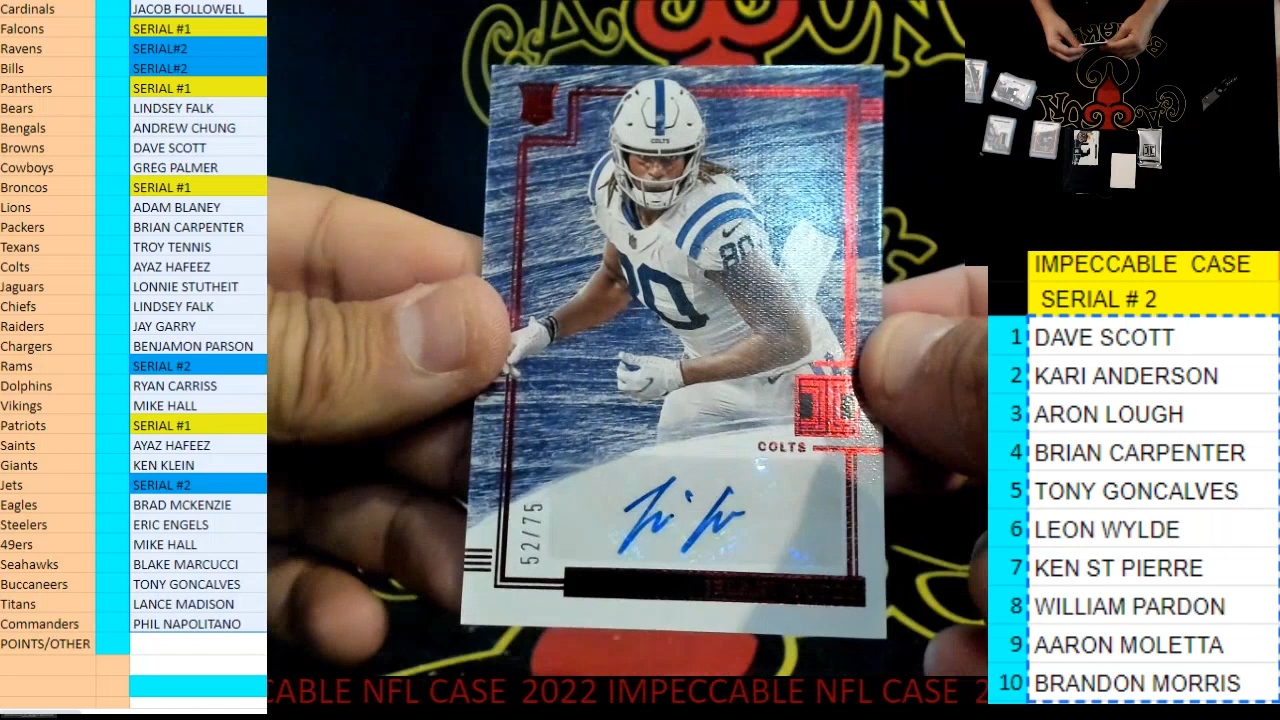 Cardinals JACOB FOLLOWELL
Falcons SERIAL #1
Ravens SERIAL#2
Bills SERIAL#2
Panthers SERIAL #1
Bears LINDSEY FALK
Bengals ANDREW CHUNG
Browns DAVE SCOTT
Cowboys GREG PALMER
Broncos SERIAL #1
Lions ADAM BLANEY
Packers BRIAN CARPENTER
Texans TROY TENNIS
Colts AYAZ HAFEEZ
Jaguars LONNIE STUTHEIT
Chiefs LINDSEY FALK
Raiders JAY GARRY
Chargers BENJAMON PARSON
Rams SERIAL #2
Dolphins RYAN CARRISS
Vikings MIKE HALL
Patriots SERIAL #1
Saints AYAZ HAFEEZ
Giants KEN KLEIN
Jets SERIAL #2
Eagles BRAD MCKENZIE
Steelers ERIC ENGELS
49ers MIKE HALL
Seahawks BLAKE MARCUCCI
Buccaneers TONY GONCALVES
Titans LANCE MADISON
Commanders PHIL NAPOLITANO
POINTS/OTHER
COLTS
80
80
COLTS
52/75
CABLE NFL CASE 2022 IMPECCABLE NFL CASE 2
IMPECCABLE CASE
SERIAL # 2
1 DAVE SCOTT
2 KARI ANDERSON
3 ARON LOUGH
4 BRIAN CARPENTER
5 TONY GONCALVES
6 LEON WYLDE
7 KEN ST PIERRE
8 WILLIAM PARDON
9 AARON MOLETTA
10 BRANDON MORRIS